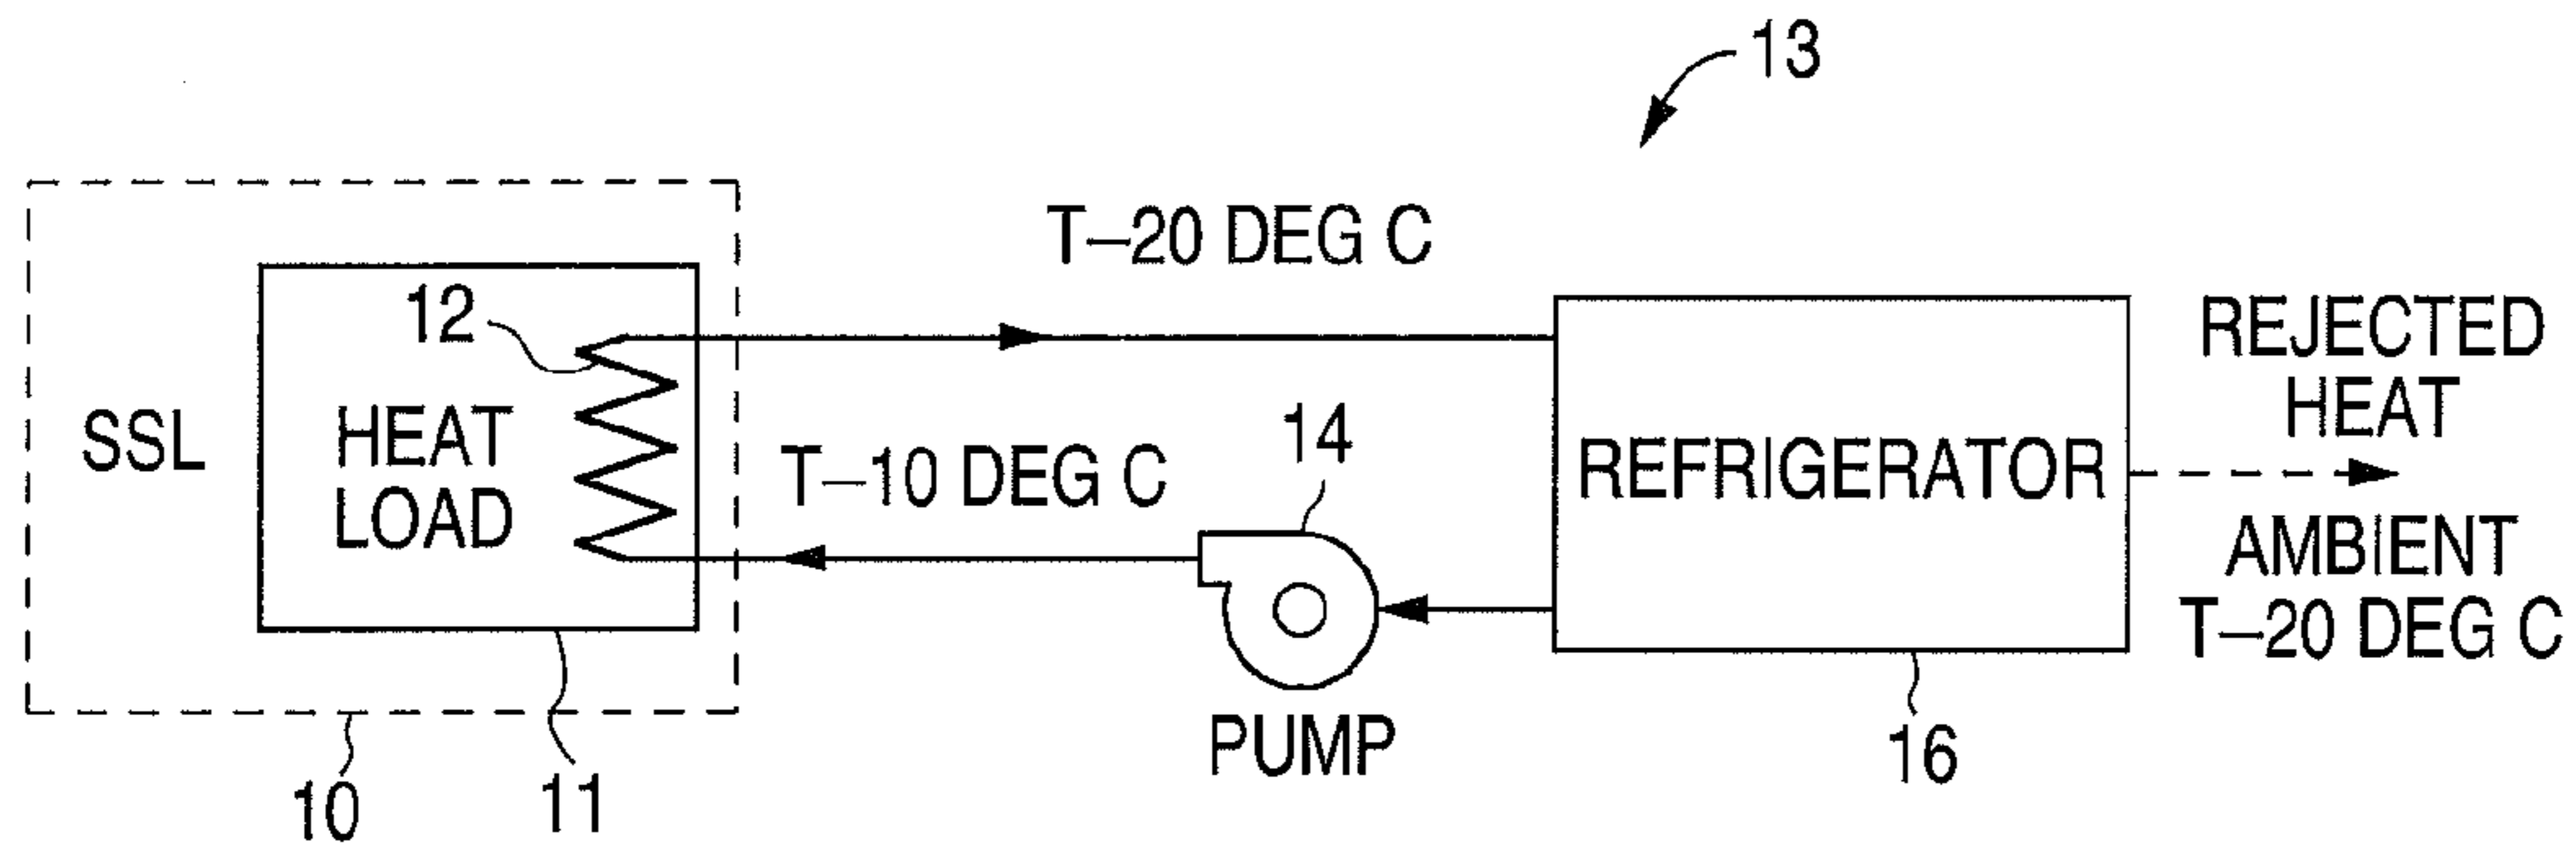 13
T–20 DEG C
12
SSL
HEAT
LOAD
T–10 DEG C
14
PUMP
REFRIGERATOR
REJECTED
HEAT
AMBIENT
T–20 DEG C
10
11
16